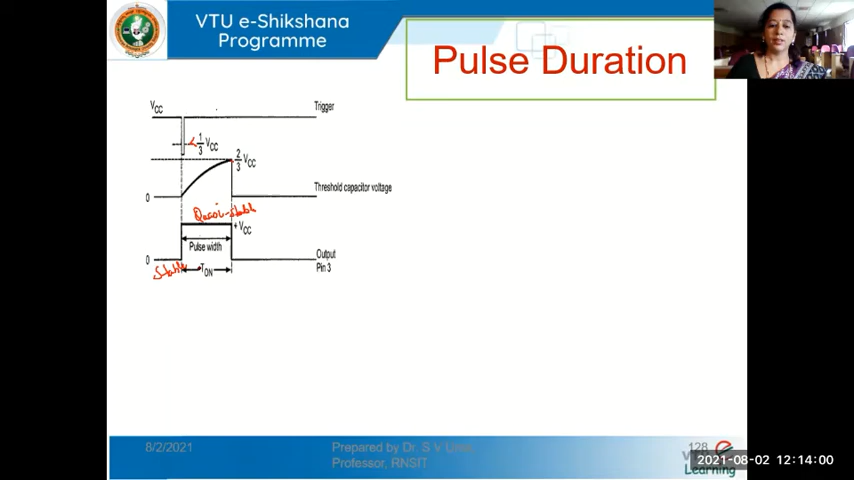 VTU e-Shikshana
Programme
Pulse Duration
VCC
Trigger
< 1/3 VCC
2/3 VCC
0
Threshold capacitor voltage
Quasi-stable
+ VCC
Pulse width
0
Output
Pin 3
Stable
TON
8/2/2021
Prepared by Dr. S V
Professor, RNSIT
128
2021-08-02 12:14:00
Learning